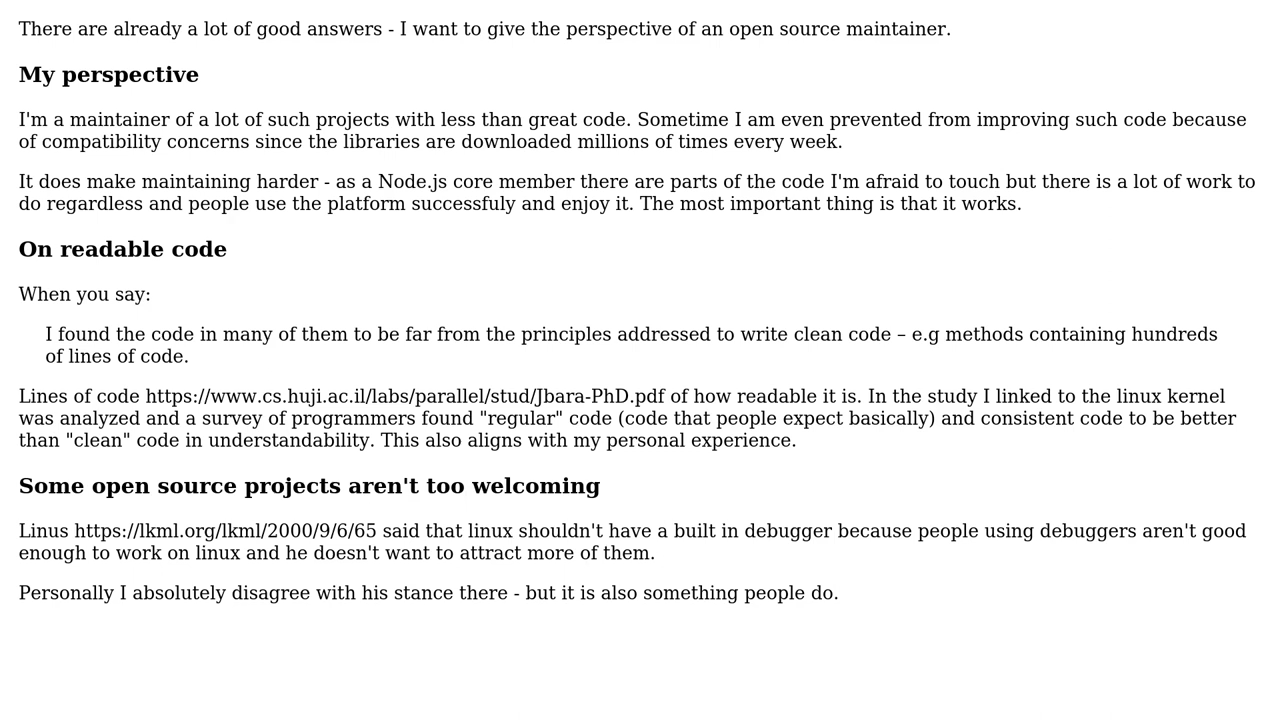 There are already a lot of good answers - I want to give the perspective of an open source maintainer.
My perspective
I'm a maintainer of a lot of such projects with less than great code. Sometime I am even prevented from improving such code because
of compatibility concerns since the libraries are downloaded millions of times every week.
It does make maintaining harder - as a Node.js core member there are parts of the code I'm afraid to touch but there is a lot of work to
do regardless and people use the platform successfuly and enjoy it. The most important thing is that it works.
On readable code
When you say:
I found the code in many of them to be far from the principles addressed to write clean code – e.g methods containing hundreds
of lines of code.
Lines of code https://www.cs.huji.ac.il/labs/parallel/stud/Jbara-PhD.pdf of how readable it is. In the study I linked to the linux kernel
was analyzed and a survey of programmers found "regular" code (code that people expect basically) and consistent code to be better
than "clean" code in understandability. This also aligns with my personal experience.
Some open source projects aren't too welcoming
Linus https://lkml.org/lkml/2000/9/6/65 said that linux shouldn't have a built in debugger because people using debuggers aren't good
enough to work on linux and he doesn't want to attract more of them.
Personally I absolutely disagree with his stance there - but it is also something people do.